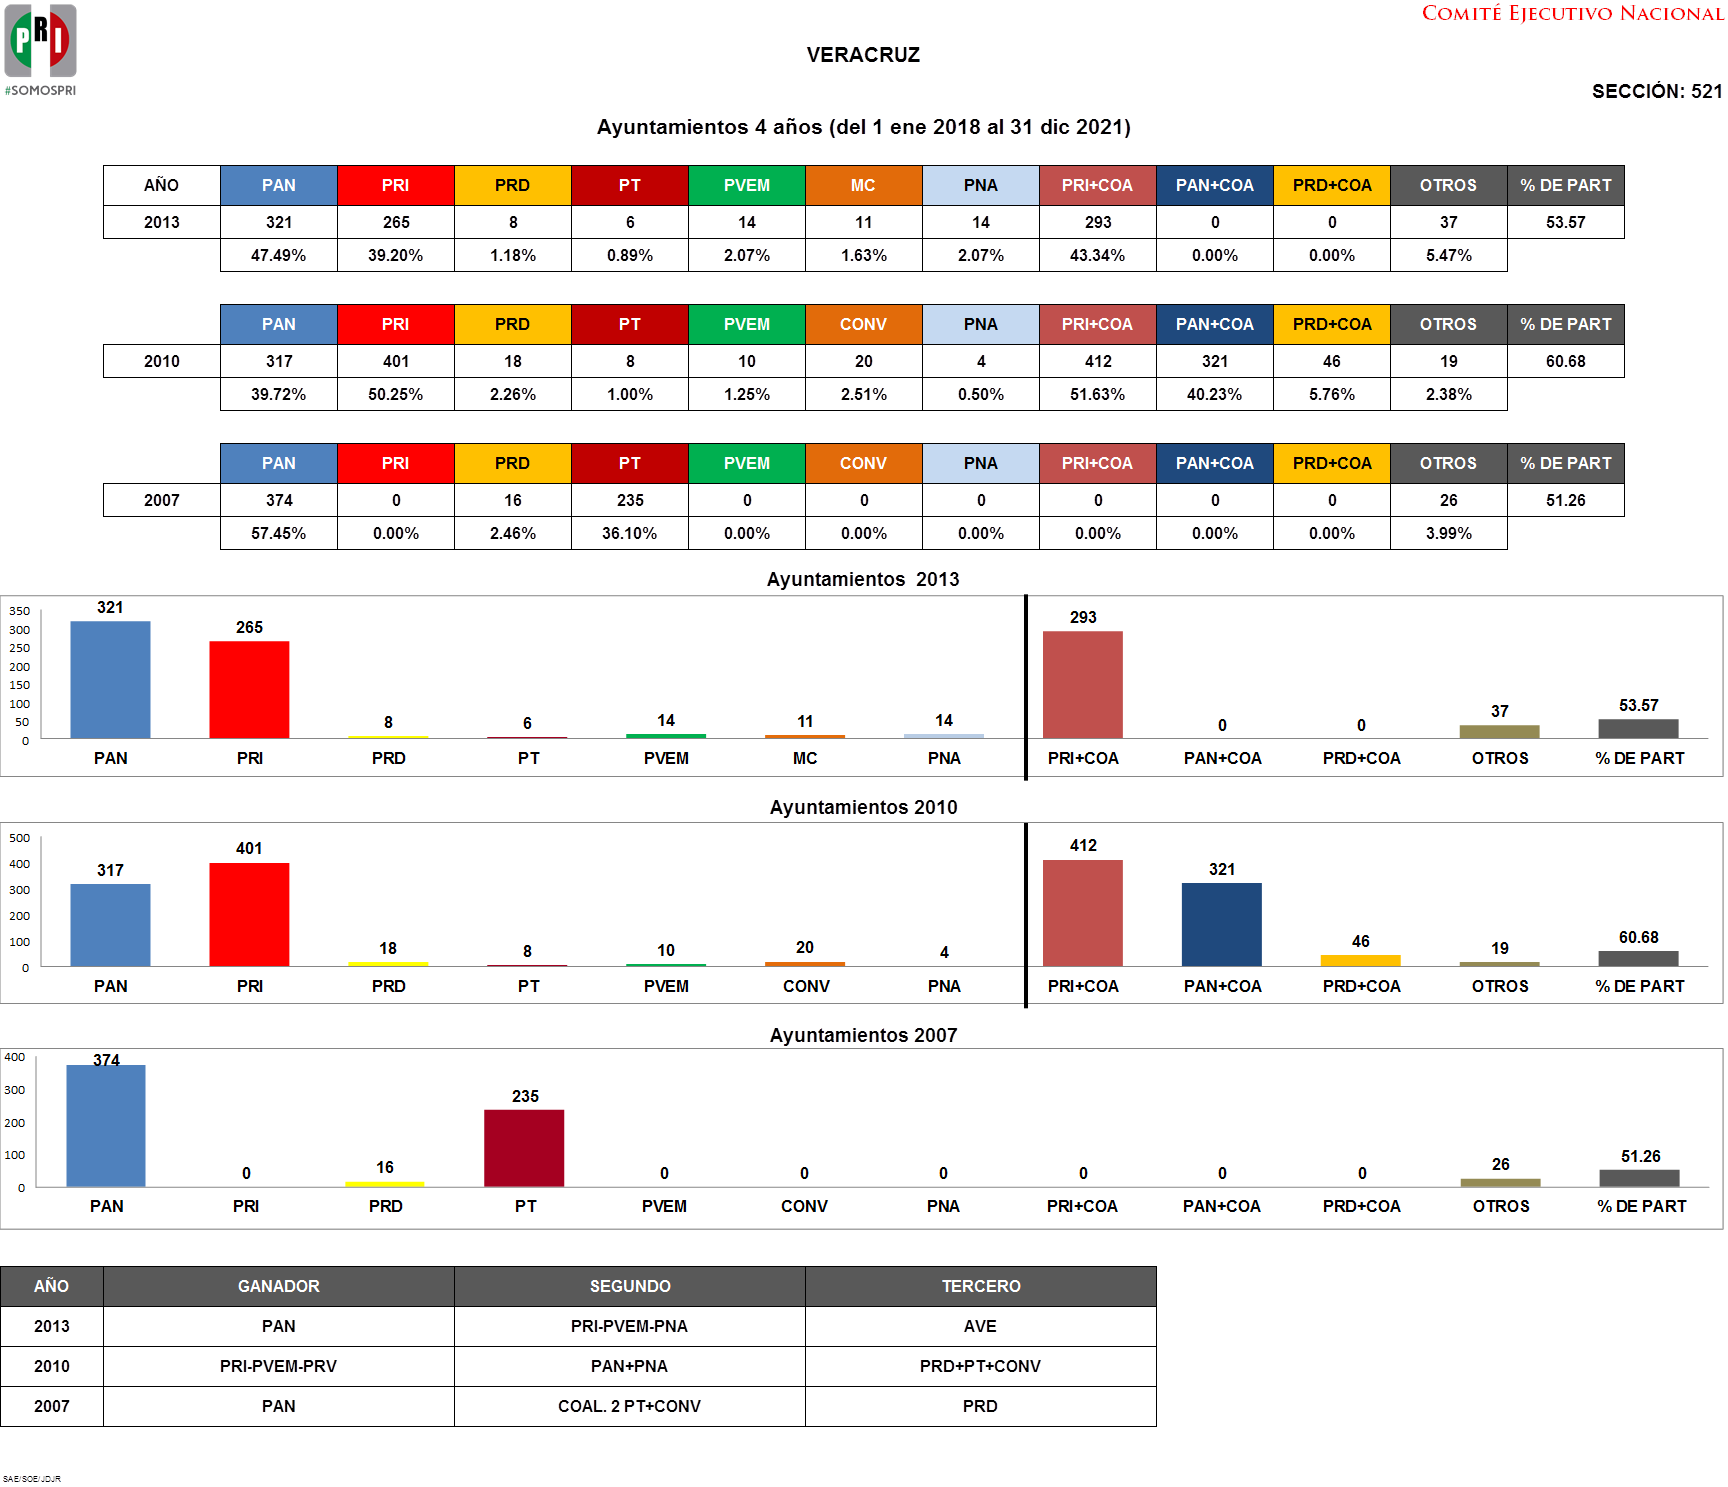 PRI
#SOMOSPRI
COMITÉ EJECUTIVO NACIONAL
VERACRUZ
SECCIÓN: 521
Ayuntamientos 4 años (del 1 ene 2018 al 31 dic 2021)
AÑO PAN PRI PRD PT PVEM MC PNA PRI+COA PAN+COA PRD+COA OTROS % DE PART
2013 321 265 8 6 14 11 14 293 0 0 37 53.57
47.49% 39.20% 1.18% 0.89% 2.07% 1.63% 2.07% 43.34% 0.00% 0.00% 5.47%
PAN PRI PRD PT PVEM CONV PNA PRI+COA PAN+COA PRD+COA OTROS % DE PART
2010 317 401 18 8 10 20 4 412 321 46 19 60.68
39.72% 50.25% 2.26% 1.00% 1.25% 2.51% 0.50% 51.63% 40.23% 5.76% 2.38%
PAN PRI PRD PT PVEM CONV PNA PRI+COA PAN+COA PRD+COA OTROS % DE PART
2007 374 0 16 235 0 0 0 0 0 0 26 51.26
57.45% 0.00% 2.46% 36.10% 0.00% 0.00% 0.00% 0.00% 0.00% 0.00% 3.99%
Ayuntamientos 2013
350
300
250
200
150
100
50
0
321 265 8 6 14 11 14 293 0 0 37 53.57
PAN PRI PRD PT PVEM MC PNA PRI+COA PAN+COA PRD+COA OTROS % DE PART
Ayuntamientos 2010
500
400
300
200
100
0
317 401 18 8 10 20 4 412 321 46 19 60.68
PAN PRI PRD PT PVEM CONV PNA PRI+COA PAN+COA PRD+COA OTROS % DE PART
Ayuntamientos 2007
400
300
200
100
0
374 0 16 235 0 0 0 0 0 0 26 51.26
PAN PRI PRD PT PVEM CONV PNA PRI+COA PAN+COA PRD+COA OTROS % DE PART
AÑO GANADOR SEGUNDO TERCERO
2013 PAN PRI-PVEM-PNA AVE
2010 PRI-PVEM-PRV PAN+PNA PRD+PT+CONV
2007 PAN COAL. 2 PT+CONV PRD
SAE/SOE/JDJR